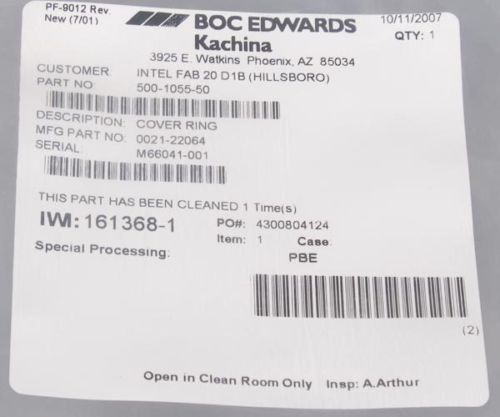 PF-9012 Rev.
New (7/01)
BOC EDWARDS
Kachina
10/11/2007
QTY: 1
3925 E. Watkins Phoenix, AZ 85034
CUSTOMER INTEL FAB 20 D1B (HILLSBORO)
PART NO 500-1055-50
DESCRIPTION: COVER RING
MFG PART NO: 0021-22064
SERIAL M66041-001
THIS PART HAS BEEN CLEANED 1 Time(s)
IWI: 161368-1
PO#: 4300804124
Item: 1 Case:
Special Processing: PBE
(2)
Open in Clean Room Only Insp: A.Arthur